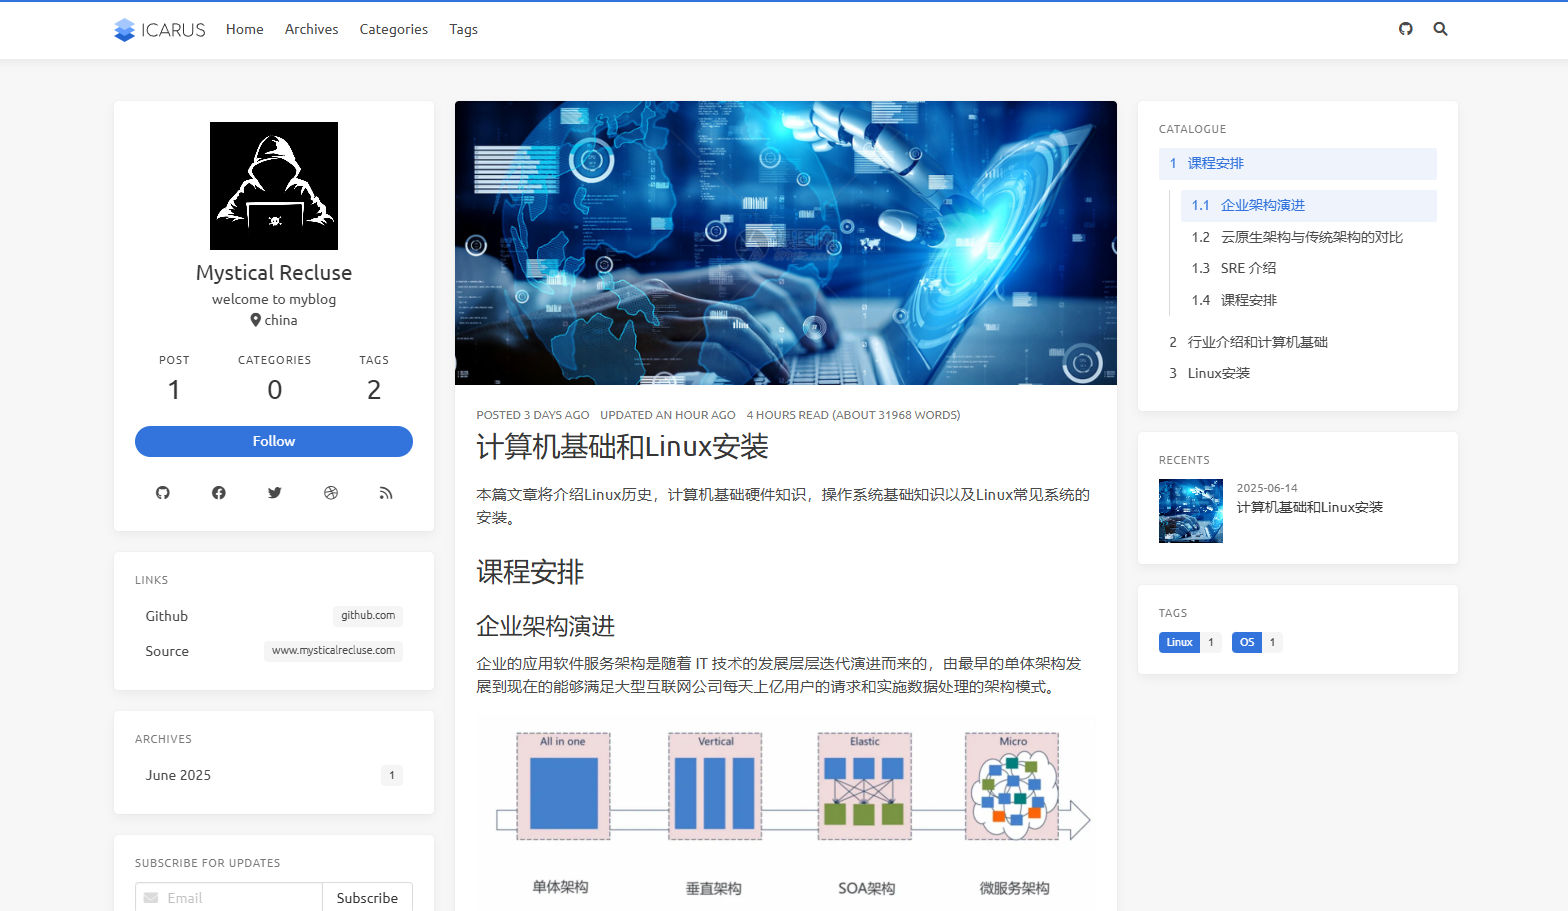 ICARUS
Home
Archives
Categories
Tags
Mystical Recluse
welcome to myblog
china
POST
CATEGORIES
TAGS
1
0
2
Follow
LINKS
Github
github.com
Source
www.mysticalrecluse.com
ARCHIVES
June 2025
1
SUBSCRIBE FOR UPDATES
Email
Subscribe
POSTED 3 DAYS AGO UPDATED AN HOUR AGO 4 HOURS READ (ABOUT 31968 WORDS)
计算机基础和Linux安装
本篇文章将介绍Linux历史，计算机基础硬件知识，操作系统基础知识以及Linux常见系统的
安装。
课程安排
企业架构演进
企业的应用软件服务架构是随着 IT 技术的发展层层迭代演进而来的，由最早的单体架构发
展到现在的能够满足大型互联网公司每天上亿用户的请求和实施数据处理的架构模式。
All in one
Vertical
Elastic
Micro
单体架构
垂直架构
SOA架构
微服务架构
CATALOGUE
1 课程安排
1.1 企业架构演进
1.2 云原生架构与传统架构的对比
1.3 SRE 介绍
1.4 课程安排
2 行业介绍和计算机基础
3 Linux安装
RECENTS
2025-06-14
计算机基础和Linux安装
TAGS
Linux 1
OS 1